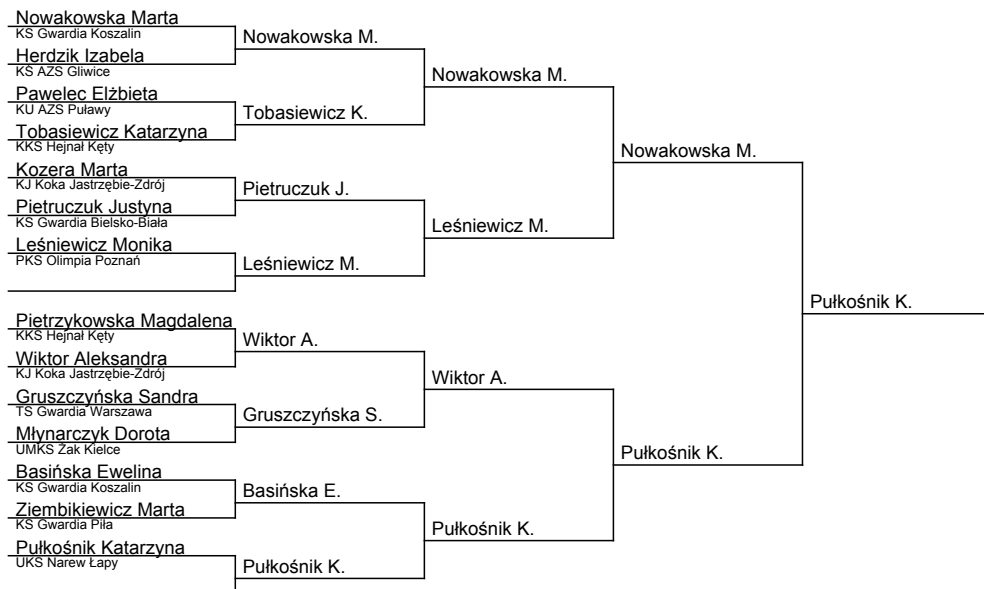 Nowakowska Marta
KS Gwardia Koszalin
Nowakowska M.
Herdzik Izabela
KS AZS Gliwice
Nowakowska M.
Pawelec Elżbieta
KU AZS Puławy
Tobasiewicz K.
Tobasiewicz Katarzyna
KKS Hejnał Kęty
Nowakowska M.
Kozera Marta
KJ Koka Jastrzębie-Zdrój
Pietruczuk J.
Pietruczuk Justyna
KS Gwardia Bielsko-Biała
Leśniewicz M.
Leśniewicz Monika
PKS Olimpia Poznań
Leśniewicz M.
Pułkośnik K.
Pietrzykowska Magdalena
KKS Hejnał Kęty
Wiktor A.
Wiktor Aleksandra
KJ Koka Jastrzębie-Zdrój
Wiktor A.
Gruszczyńska Sandra
TS Gwardia Warszawa
Gruszczyńska S.
Młynarczyk Dorota
UMKS Żak Kielce
Pułkośnik K.
Basińska Ewelina
KS Gwardia Koszalin
Basińska E.
Ziembikiewicz Marta
KS Gwardia Piła
Pułkośnik K.
Pułkośnik Katarzyna
UKS Narew Łapy
Pułkośnik K.